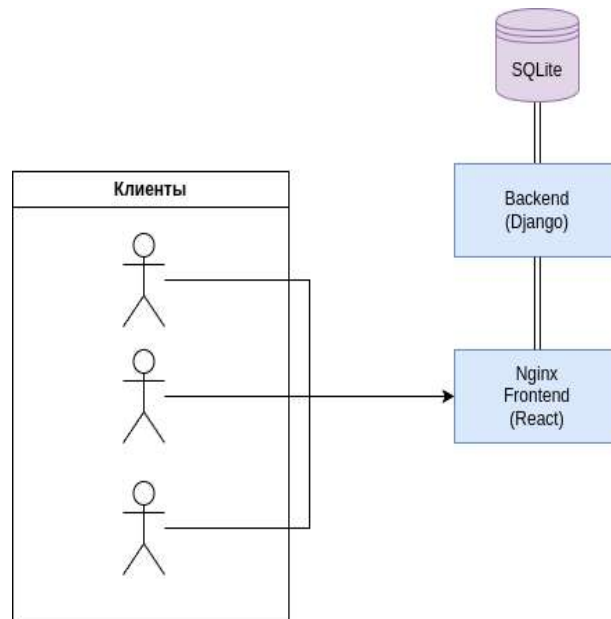 SQLite
Клиенты
Backend
(Django)
Nginx
Frontend
(React)